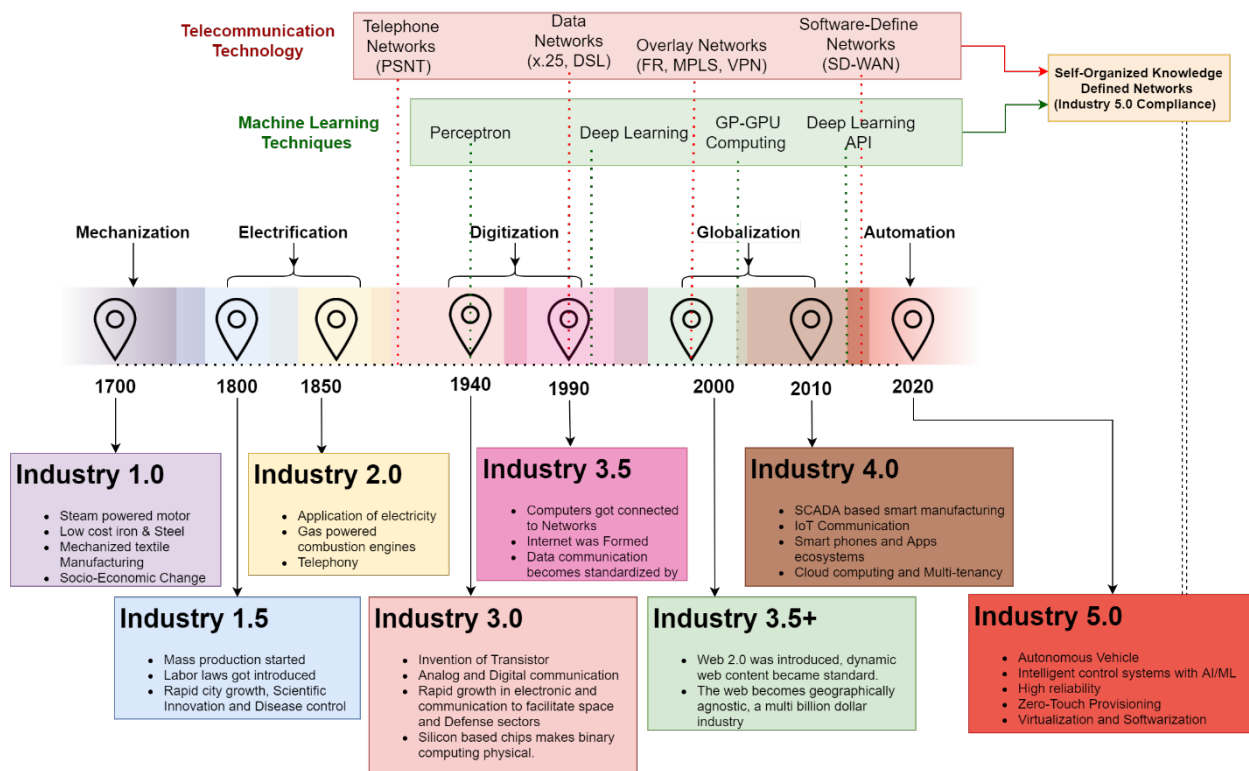 Telecommunication
Technology
Telephone
Networks
(PSNT)
Data
Networks
(x.25, DSL)
Overlay Networks
(FR, MPLS, VPN)
Software-Define
Networks
(SD-WAN)
Self-Organized Knowledge
Defined Networks
(Industry 5.0 Compliance)
Machine Learning
Techniques
Perceptron
Deep Learning
GP-GPU
Computing
Deep Learning
API
Mechanization
Electrification
Digitization
Globalization
Automation
1700
1800
1850
1940
1990
2000
2010
2020
Industry 1.0
• Steam powered motor
• Low cost iron & Steel
• Mechanized textile
Manufacturing
• Socio-Economic Change
Industry 2.0
• Application of electricity
• Gas powered
combustion engines
• Telephony
Industry 3.5
• Computers got connected
to Networks
• Internet was Formed
• Data communication
becomes standardized by
Industry 4.0
• SCADA based smart manufacturing
• IoT Communication
• Smart phones and Apps
ecosystems
• Cloud computing and Multi-tenancy
Industry 1.5
• Mass production started
• Labor laws got introduced
• Rapid city growth, Scientific
Innovation and Disease control
Industry 3.0
• Invention of Transistor
• Analog and Digital communication
• Rapid growth in electronic and
communication to facilitate space
and Defense sectors
• Silicon based chips makes binary
computing physical.
Industry 3.5+
• Web 2.0 was introduced, dynamic
web content became standard.
• The web becomes geographically
agnostic, a multi billion dollar
industry
Industry 5.0
• Autonomous Vehicle
• Intelligent control systems with AI/ML
• High reliability
• Zero-Touch Provisioning
• Virtualization and Softwarization